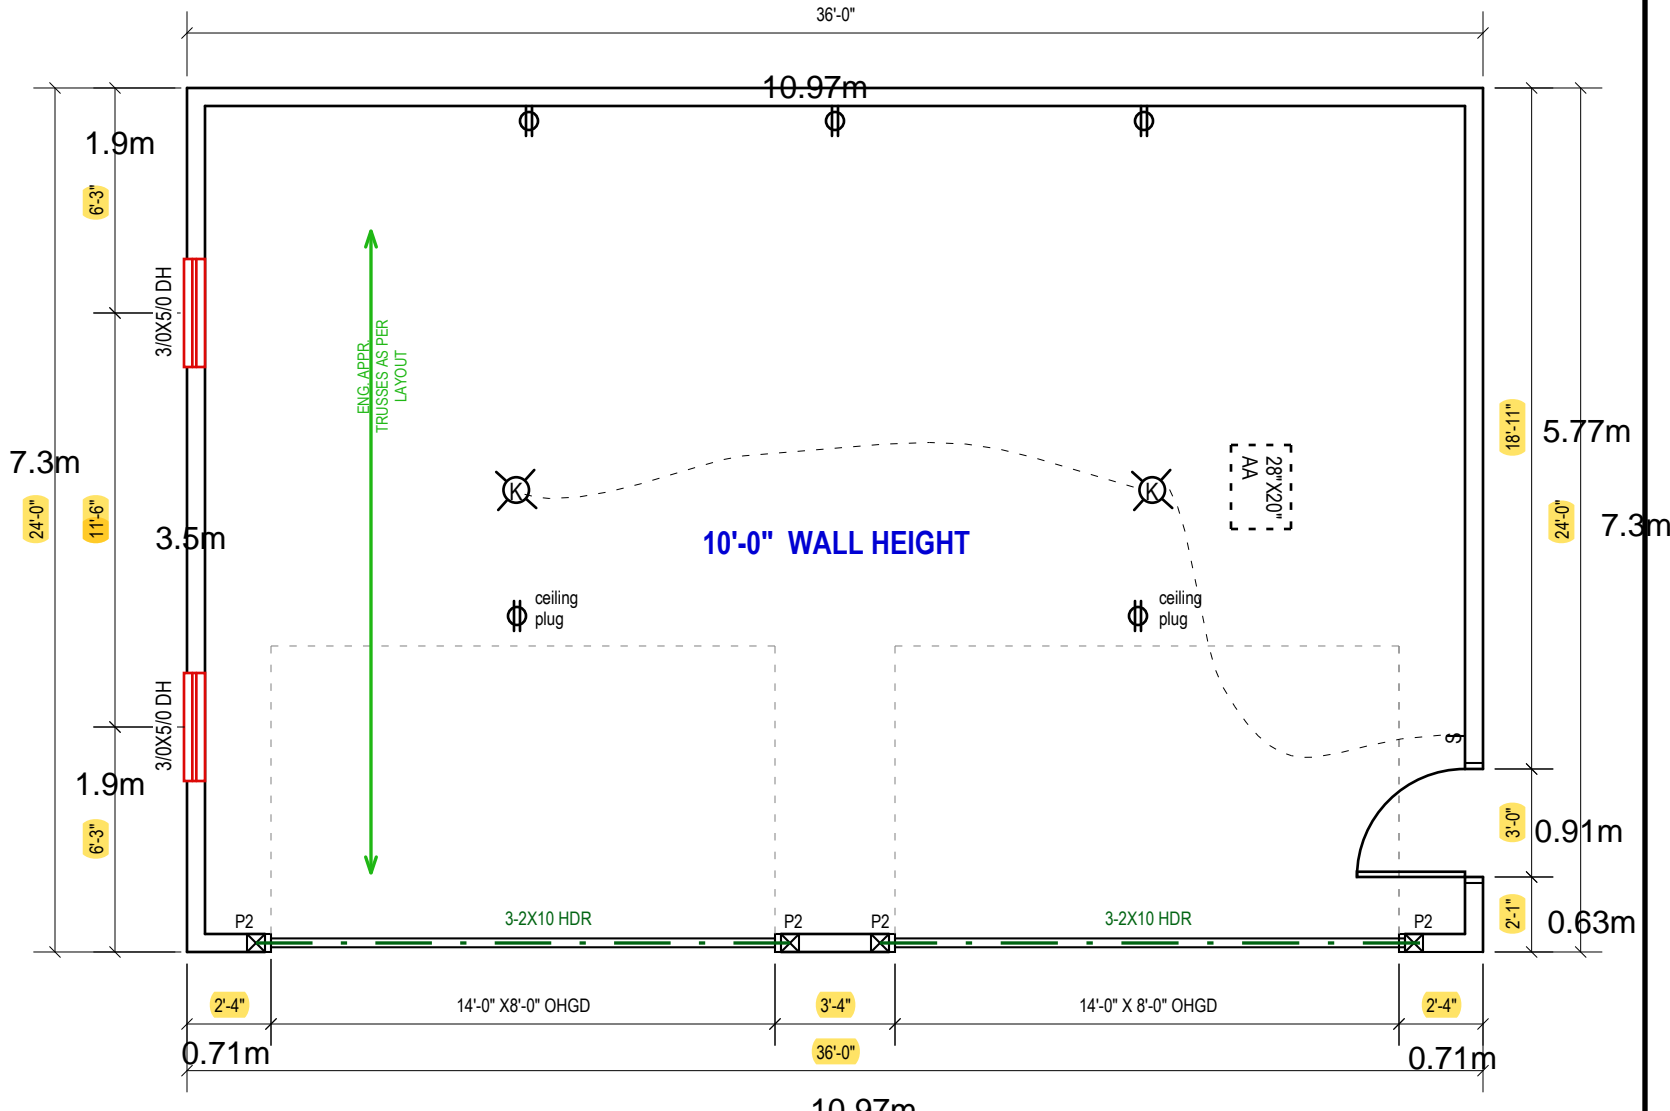 36'-0"
10.97m
1.9m
6'-3"
3/0X5/0 DH
ENG. APPR.
TRUSSES AS PER
LAYOUT
18'-11"
5.77m
7.3m
24'-0"
11'-6"
3.5m
K
K
28"X20"
AA
24'-0"
7.3m
10'-0" WALL HEIGHT
ceiling
plug
ceiling
plug
3/0X5/0 DH
S
1.9m
6'-3"
3'-0"
0.91m
2'-1"
0.63m
P2
3-2X10 HDR
P2
P2
3-2X10 HDR
P2
2'-4"
14'-0" X8'-0" OHGD
3'-4"
14'-0" X 8'-0" OHGD
2'-4"
0.71m
36'-0"
0.71m
10.97m